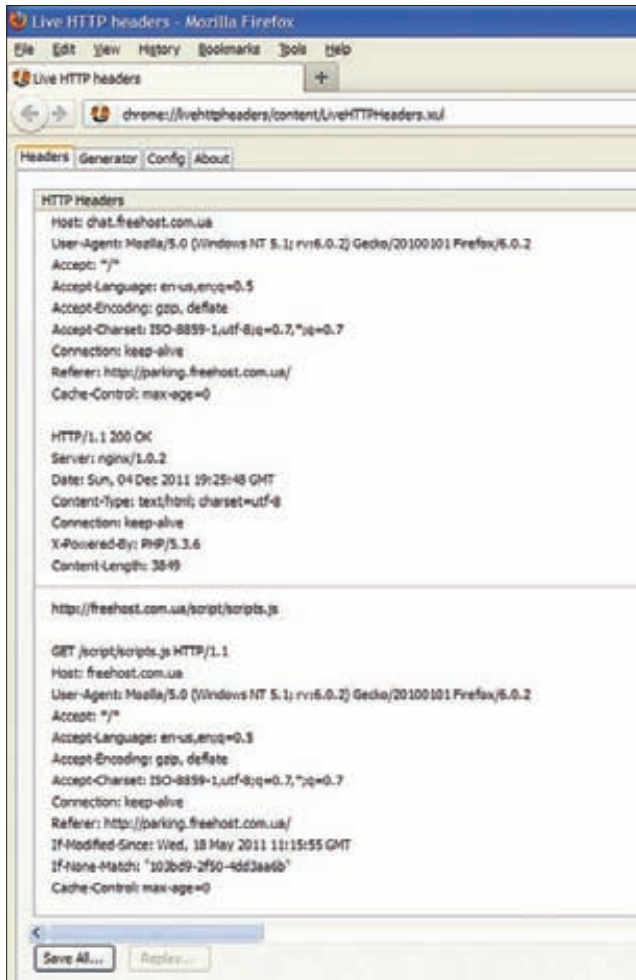 Live HTTP headers - Mozilla Firefox
File Edit View History Bookmarks Tools Help
Live HTTP headers +
chrome://livehttpheaders/content/LiveHTTPHeaders.xul
Headers Generator Config About
HTTP Headers
Host: chat.freehost.com.ua
User-Agent: Mozilla/5.0 (Windows NT 5.1; rv:6.0.2) Gecko/20100101 Firefox/6.0.2
Accept: */*
Accept-Language: en-us,en;q=0.5
Accept-Encoding: gzip, deflate
Accept-Charset: ISO-8859-1,utf-8;q=0.7,*;q=0.7
Connection: keep-alive
Referer: http://parking.freehost.com.ua/
Cache-Control: max-age=0
HTTP/1.1 200 OK
Server: nginx/1.0.2
Date: Sun, 04 Dec 2011 19:25:48 GMT
Content-Type: text/html; charset=utf-8
Connection: keep-alive
X-Powered-By: PHP/5.3.6
Content-Length: 3849
http://freehost.com.ua/script/scripts.js
GET /script/scripts.js HTTP/1.1
Host: freehost.com.ua
User-Agent: Mozilla/5.0 (Windows NT 5.1; rv:6.0.2) Gecko/20100101 Firefox/6.0.2
Accept: */*
Accept-Language: en-us,en;q=0.5
Accept-Encoding: gzip, deflate
Accept-Charset: ISO-8859-1,utf-8;q=0.7,*;q=0.7
Connection: keep-alive
Referer: http://parking.freehost.com.ua/
If-Modified-Since: Wed, 18 May 2011 11:15:55 GMT
If-None-Match: "103bd9-2f50-4dd3aa6b"
Cache-Control: max-age=0
Save All... Replay...